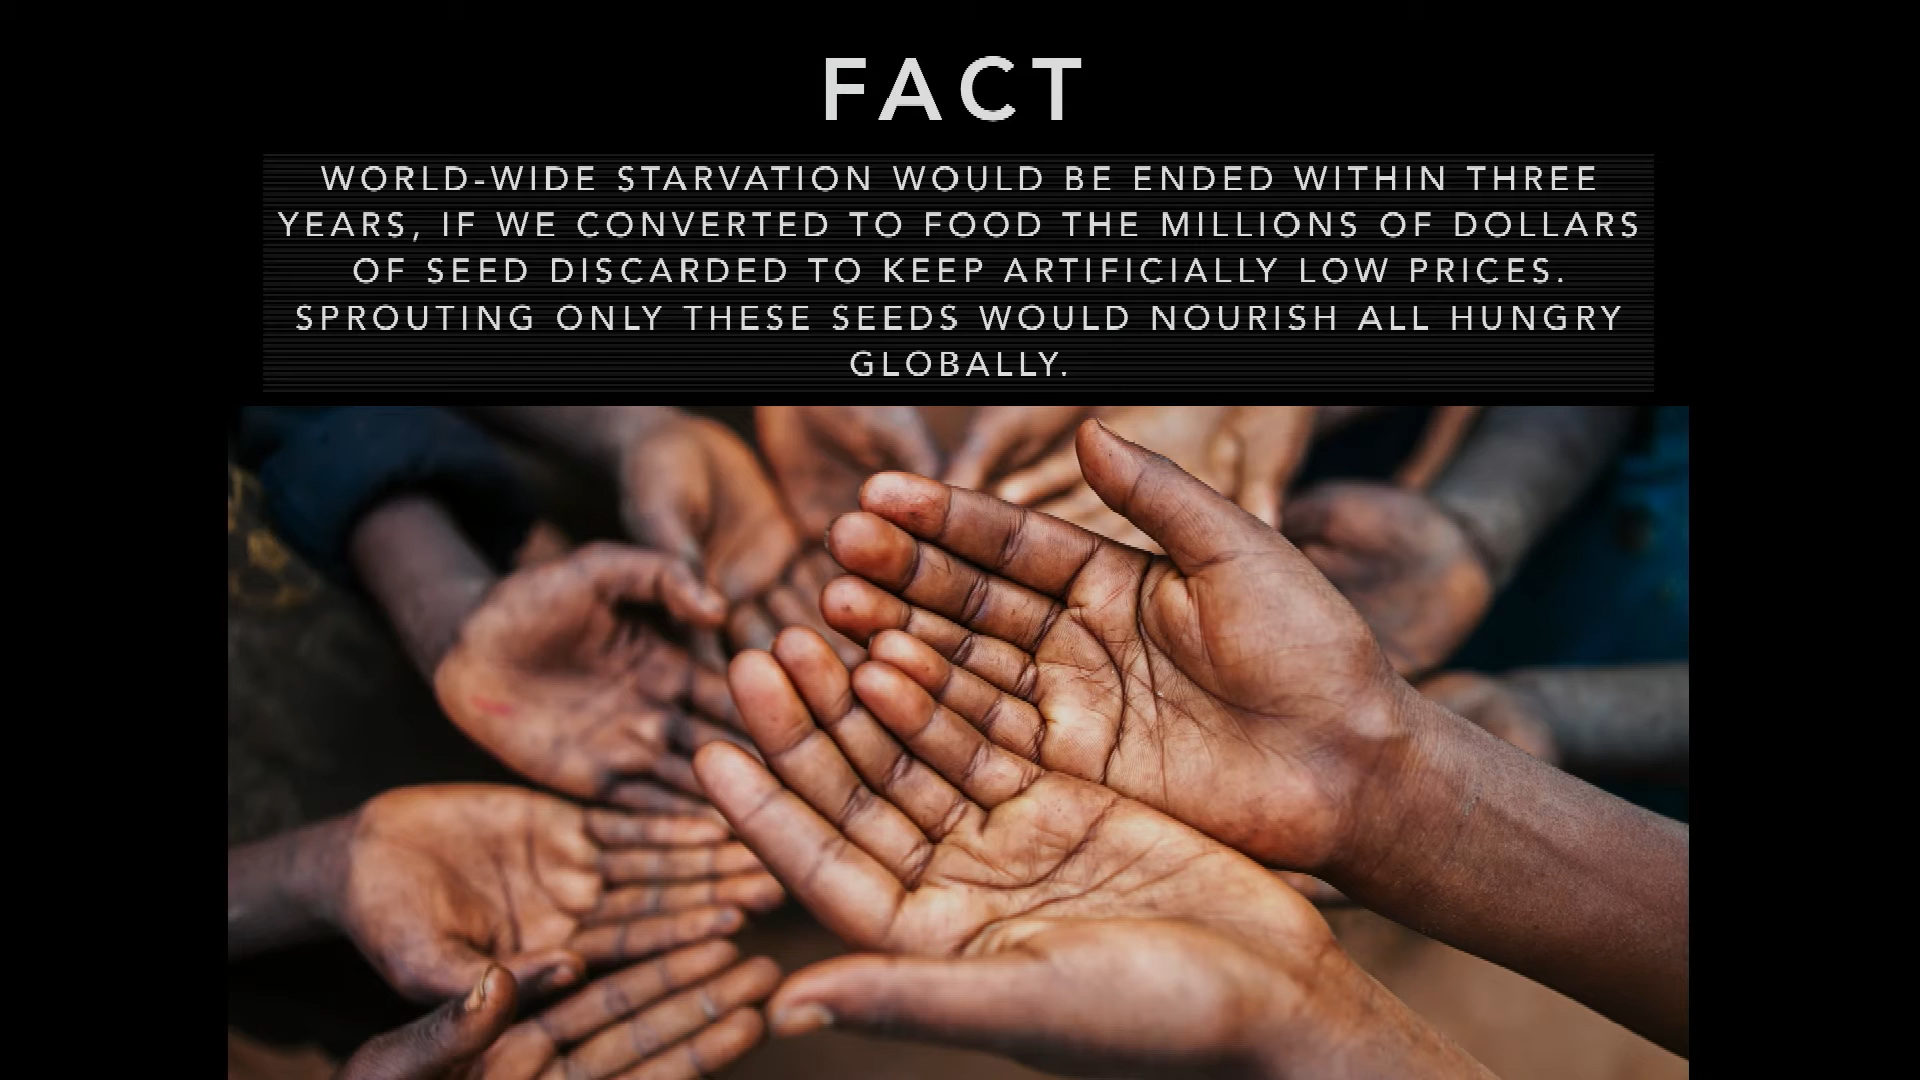 FACT
WORLD-WIDE STARVATION WOULD BE ENDED WITHIN THREE
YEARS, IF WE CONVERTED TO FOOD THE MILLIONS OF DOLLARS
OF SEED DISCARDED TO KEEP ARTIFICIALLY LOW PRICES.
SPROUTING ONLY THESE SEEDS WOULD NOURISH ALL HUNGRY
GLOBALLY.